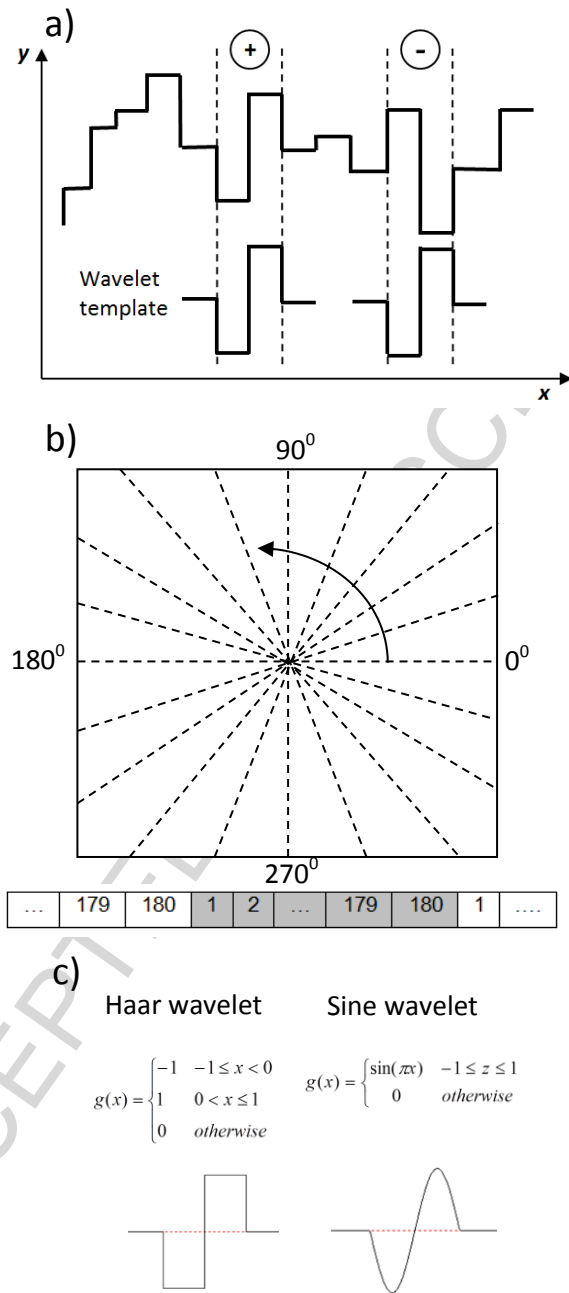 a)
y
+
-
Wavelet
template
x
b)
90⁰
180⁰
0⁰
270⁰
... 179 180 1 2 ... 179 180 1 ....
c)
Haar wavelet Sine wavelet
g(x) = { −1 −1 ≤ x < 0
1 0 < x ≤ 1
0 otherwise
g(x) = { sin(πx) −1 ≤ z ≤ 1
0 otherwise